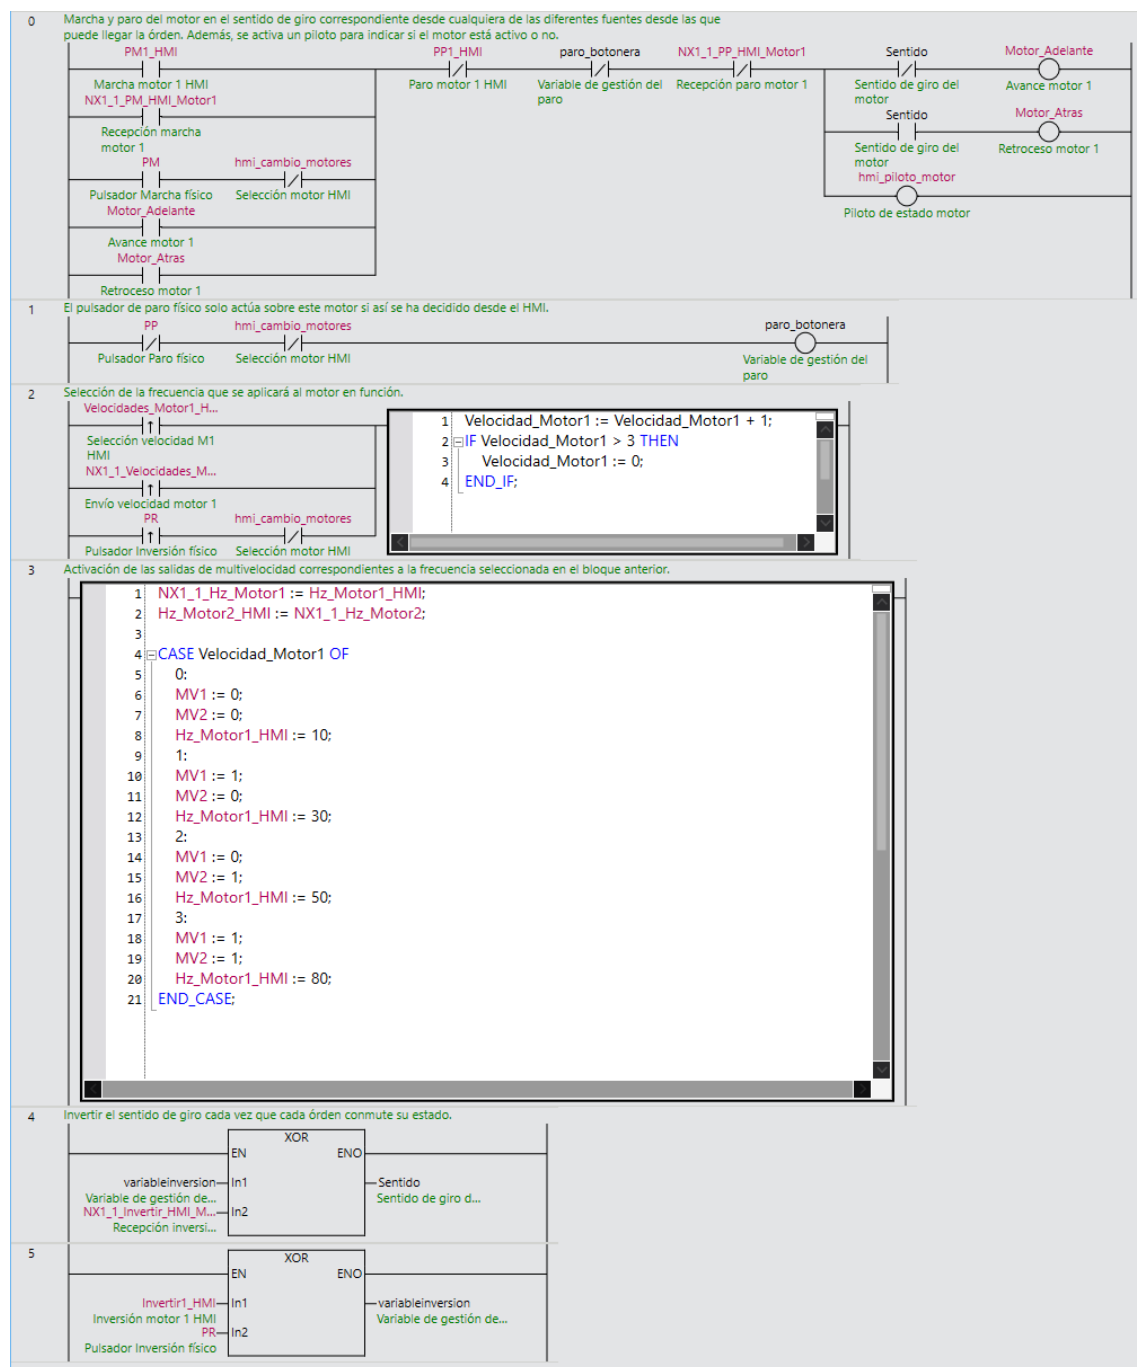 0
Marcha y paro del motor en el sentido de giro correspondiente desde cualquiera de las diferentes fuentes desde las que
puede llegar la órden. Además, se activa un piloto para indicar si el motor está activo o no.
PM1_HMI
PP1_HMI
paro_botonera
NX1_1_PP_HMI_Motor1
Sentido
Motor_Adelante
Marcha motor 1 HMI
Paro motor 1 HMI
Variable de gestión del
paro
Recepción paro motor 1
Sentido de giro del
motor
Avance motor 1
NX1_1_PM_HMI_Motor1
Sentido
Motor_Atras
Recepción marcha
motor 1
Sentido de giro del
motor
Retroceso motor 1
PM
hmi_cambio_motores
hmi_piloto_motor
Pulsador Marcha físico
Selección motor HMI
Piloto de estado motor
Motor_Adelante
Avance motor 1
Motor_Atras
Retroceso motor 1
1
El pulsador de paro físico solo actúa sobre este motor si así se ha decidido desde el HMI.
PP
hmi_cambio_motores
paro_botonera
Pulsador Paro físico
Selección motor HMI
Variable de gestión del
paro
2
Selección de la frecuencia que se aplicará al motor en función.
Velocidades_Motor1_H...
Selección velocidad M1
HMI
NX1_1_Velocidades_M...
Envío velocidad motor 1
PR
hmi_cambio_motores
Pulsador Inversión físico
Selección motor HMI
1 Velocidad_Motor1 := Velocidad_Motor1 + 1;
2 IF Velocidad_Motor1 > 3 THEN
3 Velocidad_Motor1 := 0;
4 END_IF;
3
Activación de las salidas de multivelocidad correspondientes a la frecuencia seleccionada en el bloque anterior.
1 NX1_1_Hz_Motor1 := Hz_Motor1_HMI;
2 Hz_Motor2_HMI := NX1_1_Hz_Motor2;
3
4 CASE Velocidad_Motor1 OF
5 0:
6 MV1 := 0;
7 MV2 := 0;
8 Hz_Motor1_HMI := 10;
9 1:
10 MV1 := 1;
11 MV2 := 0;
12 Hz_Motor1_HMI := 30;
13 2:
14 MV1 := 0;
15 MV2 := 1;
16 Hz_Motor1_HMI := 50;
17 3:
18 MV1 := 1;
19 MV2 := 1;
20 Hz_Motor1_HMI := 80;
21 END_CASE;
4
Invertir el sentido de giro cada vez que cada órden conmute su estado.
XOR
EN
ENO
variableinversion
In1
Sentido
Variable de gestión de...
Sentido de giro d...
NX1_1_Invertir_HMI_M...
In2
Recepción inversi...
5
XOR
EN
ENO
Invertir1_HMI
In1
variableinversion
Inversión motor 1 HMI
Variable de gestión de...
PR
In2
Pulsador Inversión físico